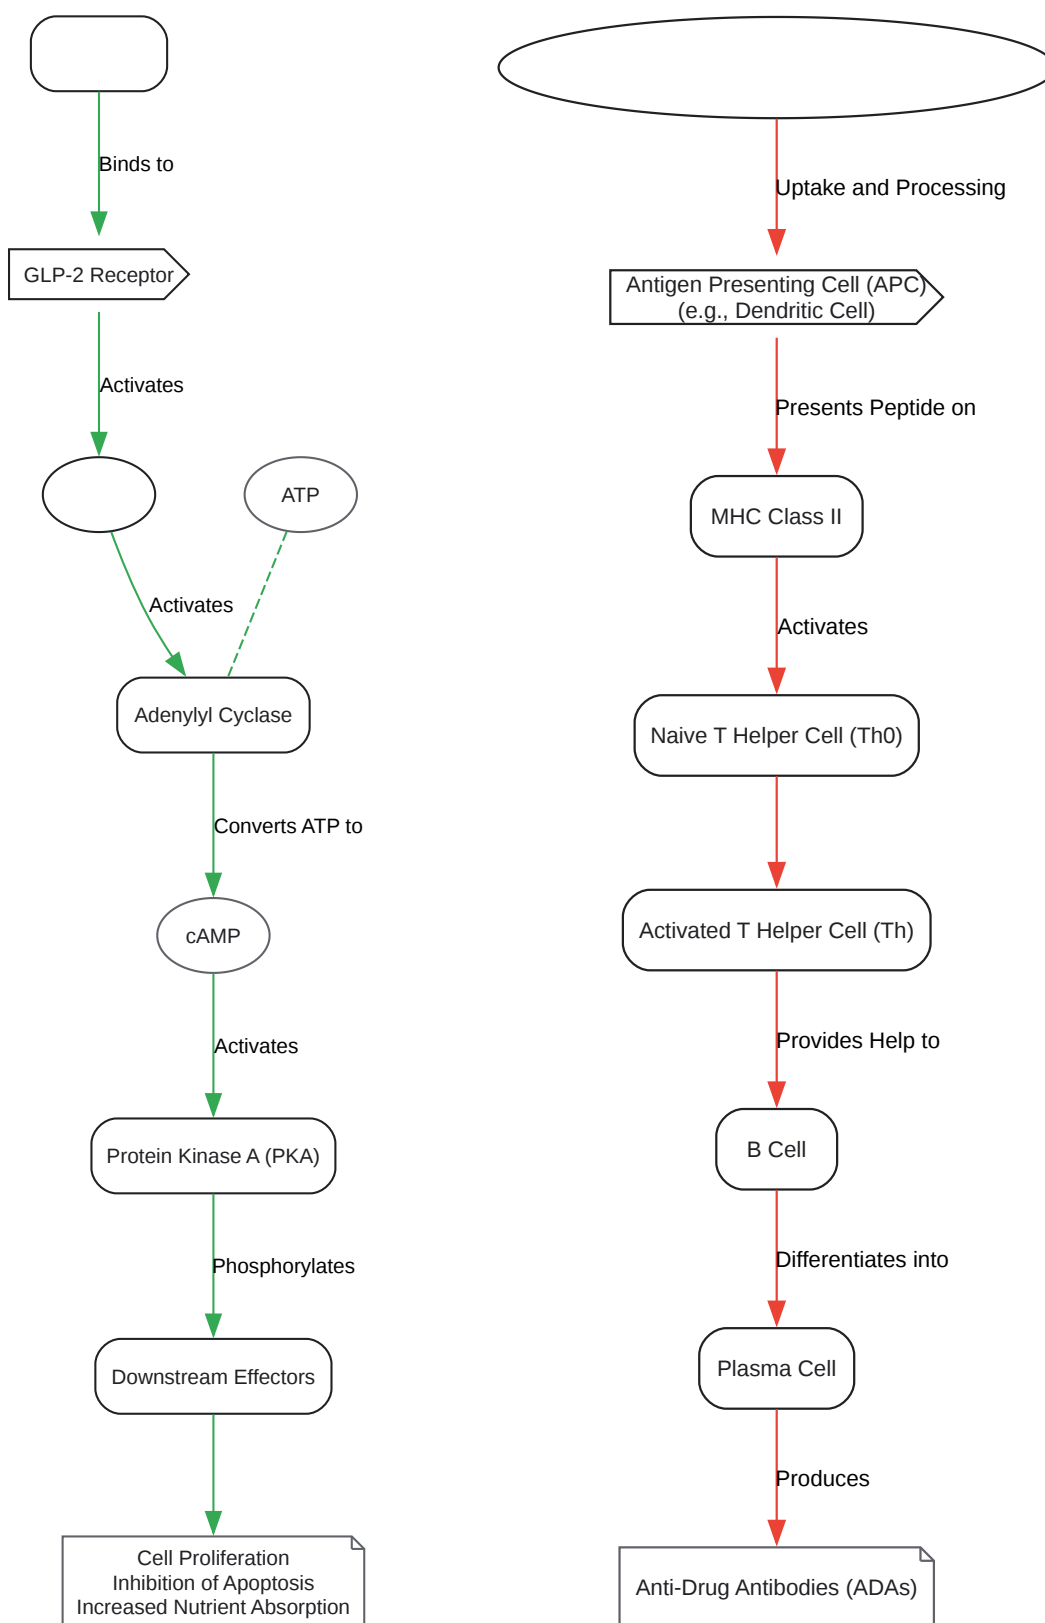 Binds to
GLP-2 Receptor
Activates
ATP
Activates
Adenylyl Cyclase
Converts ATP to
cAMP
Activates
Protein Kinase A (PKA)
Phosphorylates
Downstream Effectors
Cell Proliferation
Inhibition of Apoptosis
Increased Nutrient Absorption
Uptake and Processing
Antigen Presenting Cell (APC)
(e.g., Dendritic Cell)
Presents Peptide on
MHC Class II
Activates
Naive T Helper Cell (Th0)
Activated T Helper Cell (Th)
Provides Help to
B Cell
Differentiates into
Plasma Cell
Produces
Anti-Drug Antibodies (ADAs)